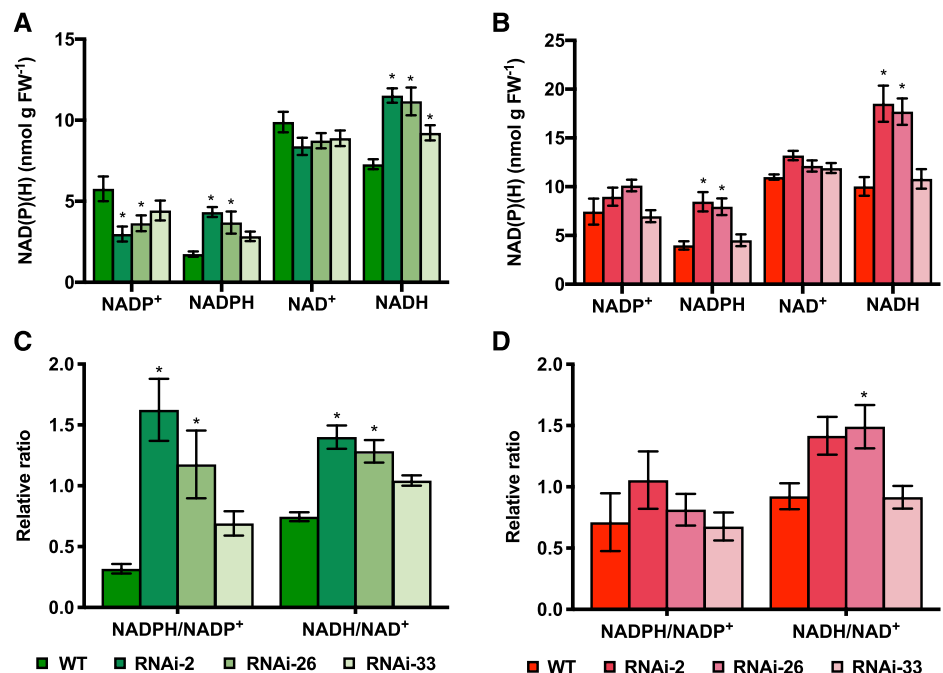 A
NAD(P)(H) (nmol g FW⁻¹)
15
10
5
0
* * * * * * *
NADP⁺ NADPH NAD⁺ NADH
B
NAD(P)(H) (nmol g FW⁻¹)
25
20
15
10
5
0
* * * *
NADP⁺ NADPH NAD⁺ NADH
C
Relative ratio
2.0
1.5
1.0
0.5
0.0
* * * *
NADPH/NADP⁺ NADH/NAD⁺
WT RNAi-2 RNAi-26 RNAi-33
D
Relative ratio
2.0
1.5
1.0
0.5
0.0
*
NADPH/NADP⁺ NADH/NAD⁺
WT RNAi-2 RNAi-26 RNAi-33